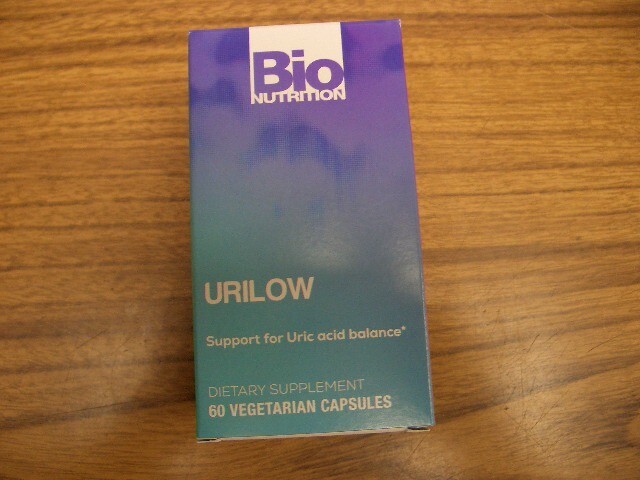 Bio
NUTRITION
URILOW
Support for Uric acid balance*
DIETARY SUPPLEMENT
60 VEGETARIAN CAPSULES